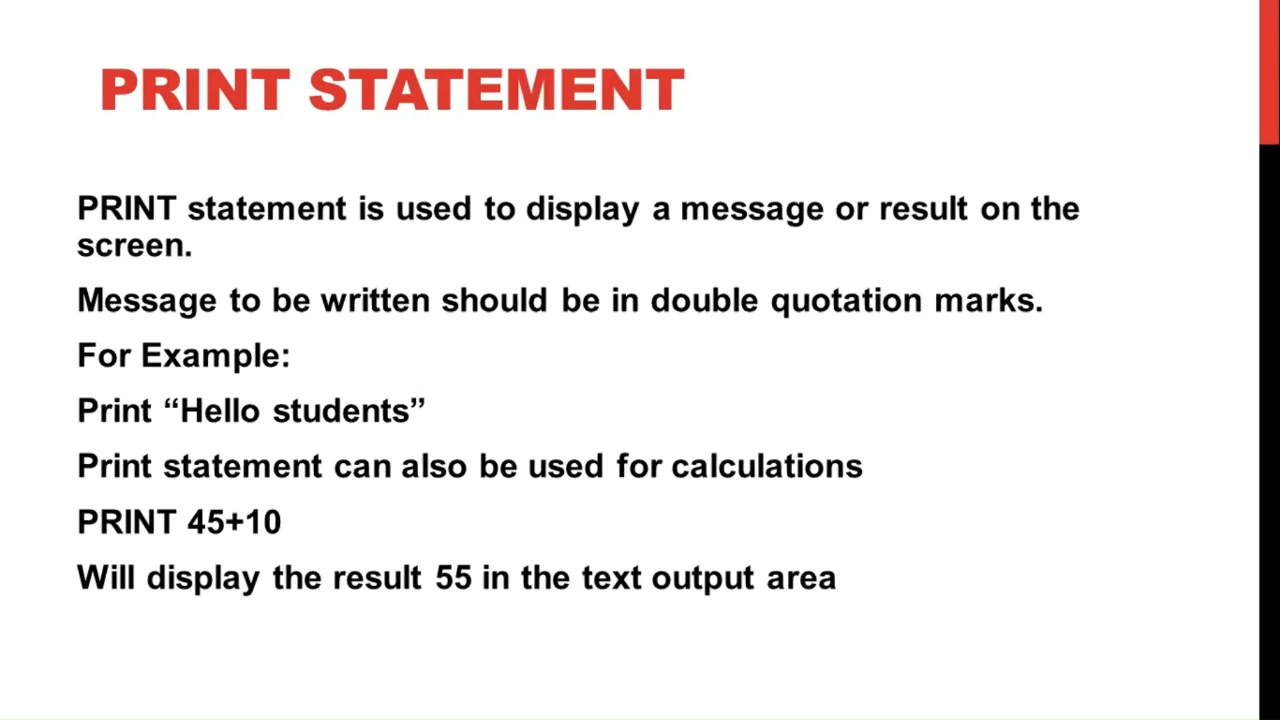 PRINT STATEMENT
PRINT statement is used to display a message or result on the
screen.
Message to be written should be in double quotation marks.
For Example:
Print “Hello students”
Print statement can also be used for calculations
PRINT 45+10
Will display the result 55 in the text output area